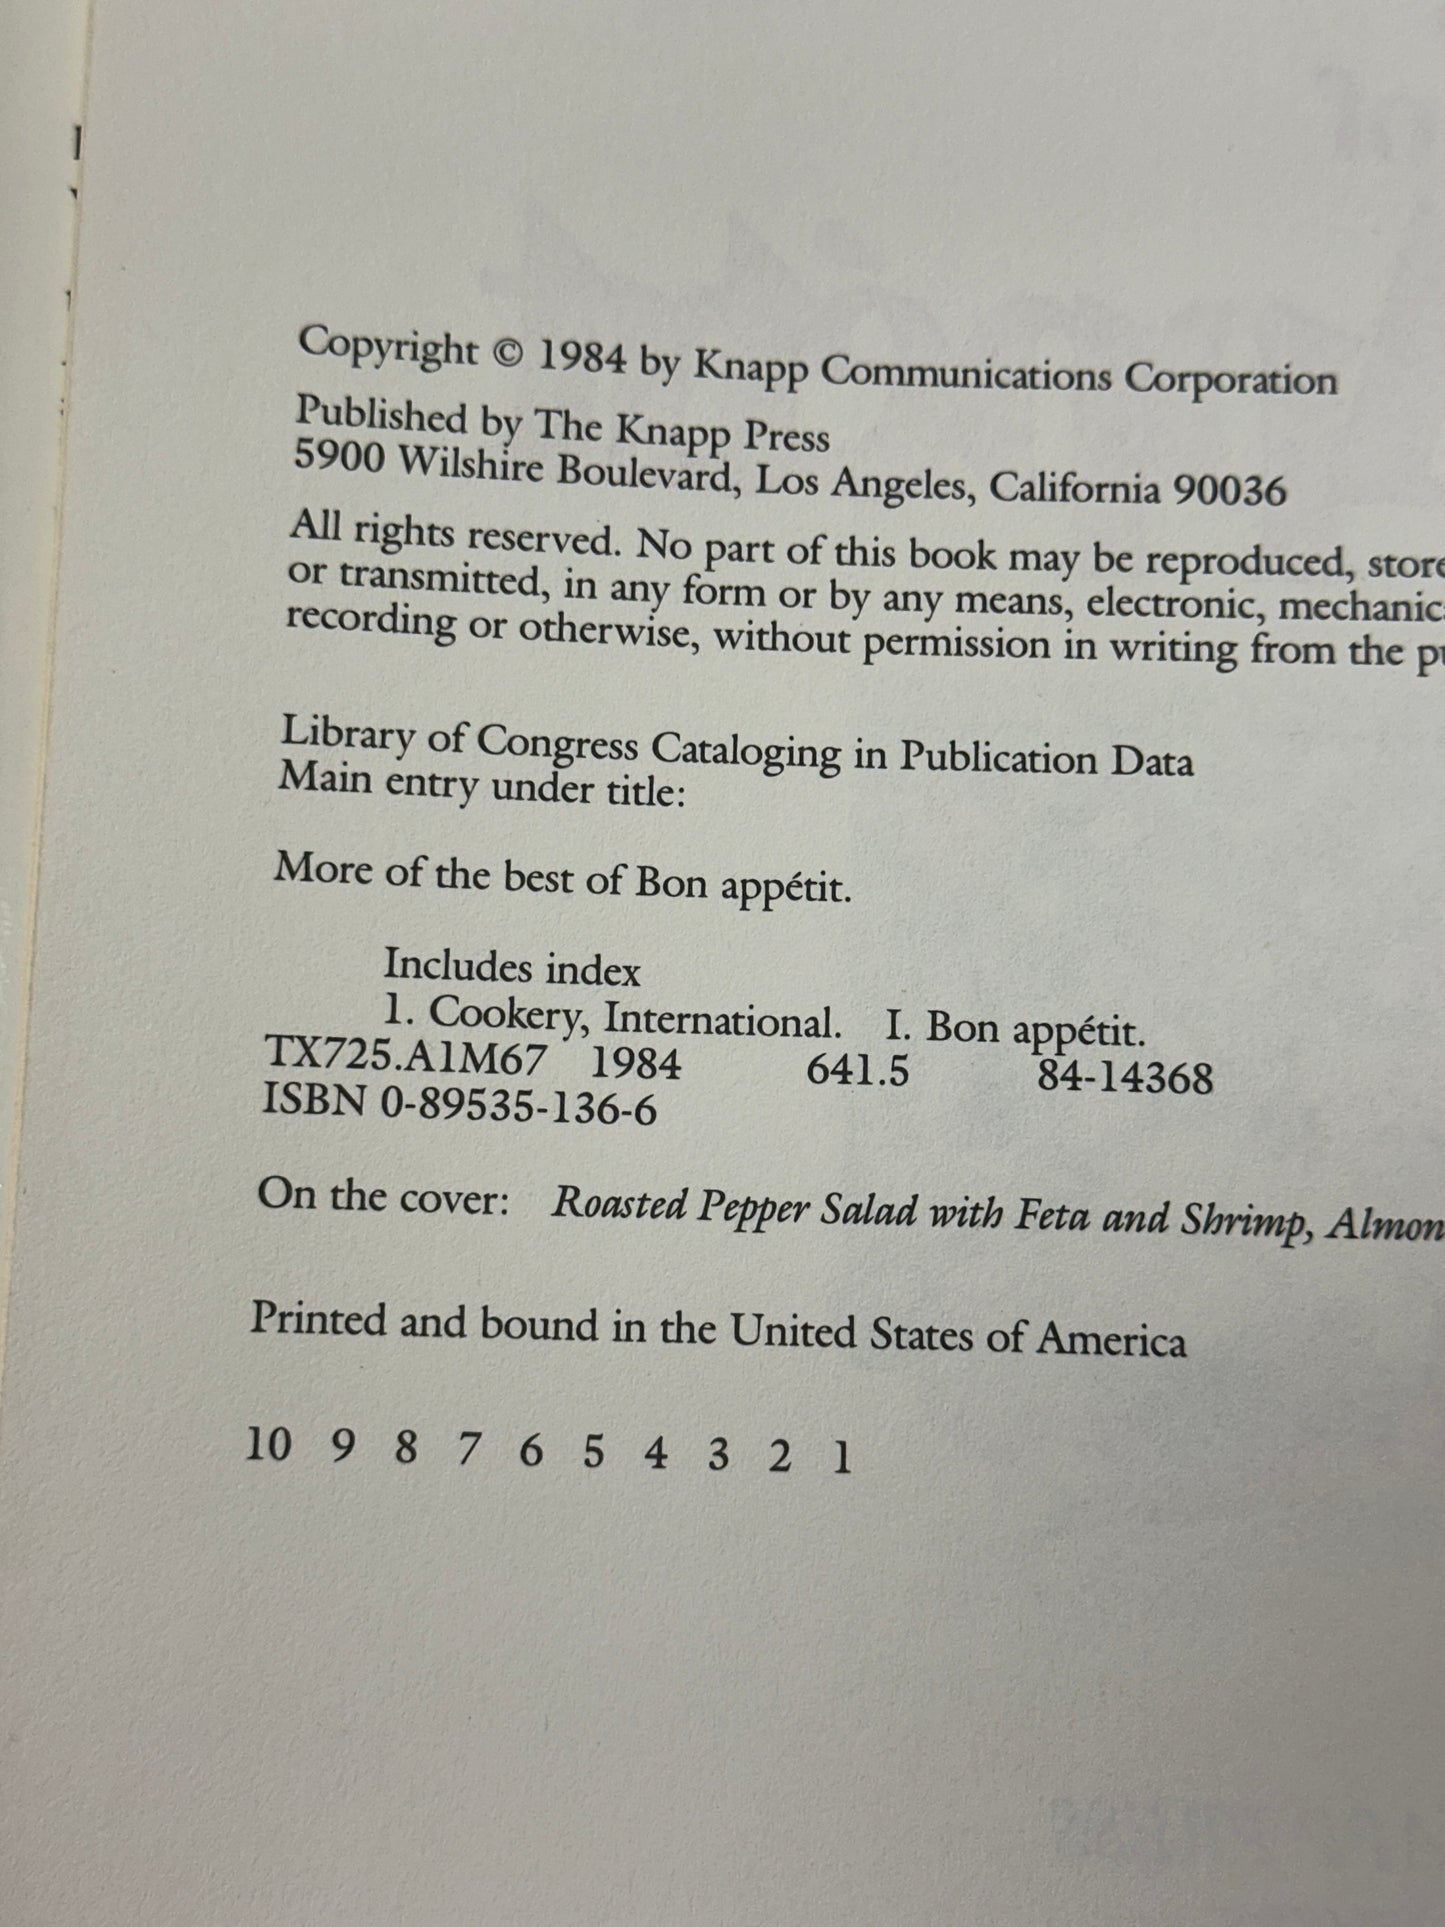 Copyright © 1984 by Knapp Communications Corporation
Published by The Knapp Press
5900 Wilshire Boulevard, Los Angeles, California 90036
All rights reserved. No part of this book may be reproduced, store
or transmitted, in any form or by any means, electronic, mechanic
recording or otherwise, without permission in writing from the
Library of Congress Cataloging in Publication Data
Main entry under title:
More of the best of Bon appétit.
Includes index
1. Cookery, International. I. Bon appétit.
TX725.A1M67 1984 641.5 84-14368
ISBN 0-89535-136-6
On the cover: Roasted Pepper Salad with Feta and Shrimp, Almon
Printed and bound in the United States of America
10 9 8 7 6 5 4 3 2 1